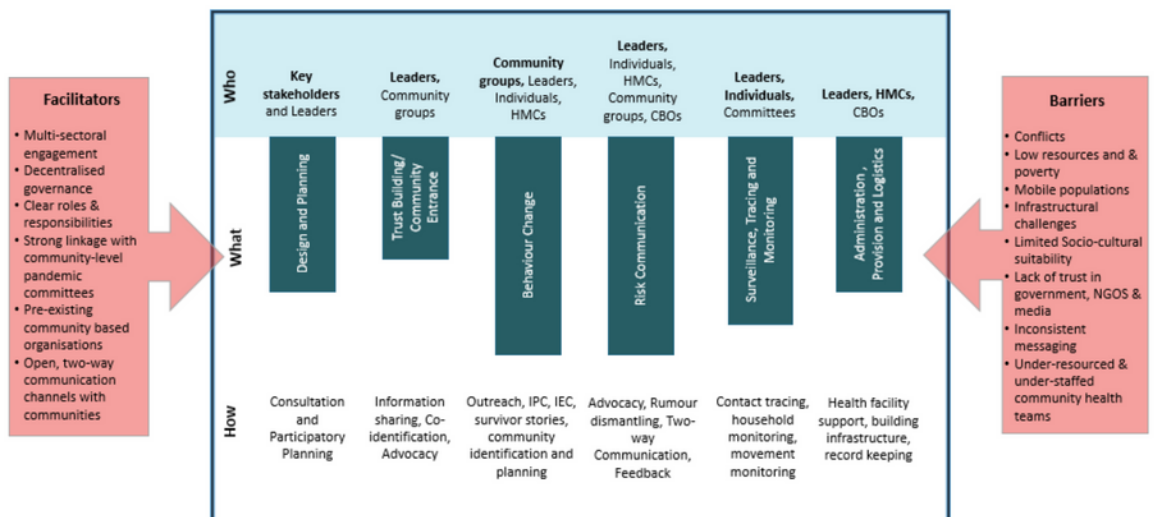 Facilitators
• Multi-sectoral
engagement
• Decentralised
governance
• Clear roles &
responsibilities
• Strong linkage with
community-level
pandemic
committees
• Pre-existing
community based
organisations
• Open, two-way
communication
channels with
communities
Who
Key
stakeholders
and Leaders
Leaders,
Community
groups
Community
groups, Leaders,
Individuals,
HMCs
Leaders,
Individuals,
HMCs,
Community
groups, CBOs
Leaders,
Individuals,
Committees
Leaders, HMCs,
CBOs
What
Design and Planning
Trust Building/
Community
Entrance
Behaviour Change
Risk Communication
Surveillance, Tracing and
Monitoring
Administration ,
Provision and Logistics
How
Consultation
and
Participatory
Planning
Information
sharing, Co-
identification,
Advocacy
Outreach, IPC, IEC,
survivor stories,
community
identification and
planning
Advocacy, Rumour
dismantling, Two-
way
Communication,
Feedback
Contact tracing,
household
monitoring,
movement
monitoring
Health facility
support, building
infrastructure,
record keeping
Barriers
• Conflicts
• Low resources and &
poverty
• Mobile populations
• Infrastructural
challenges
• Limited Socio-cultural
suitability
• Lack of trust in
government, NGOS &
media
• Inconsistent
messaging
• Under-resourced &
under-staffed
community health
teams